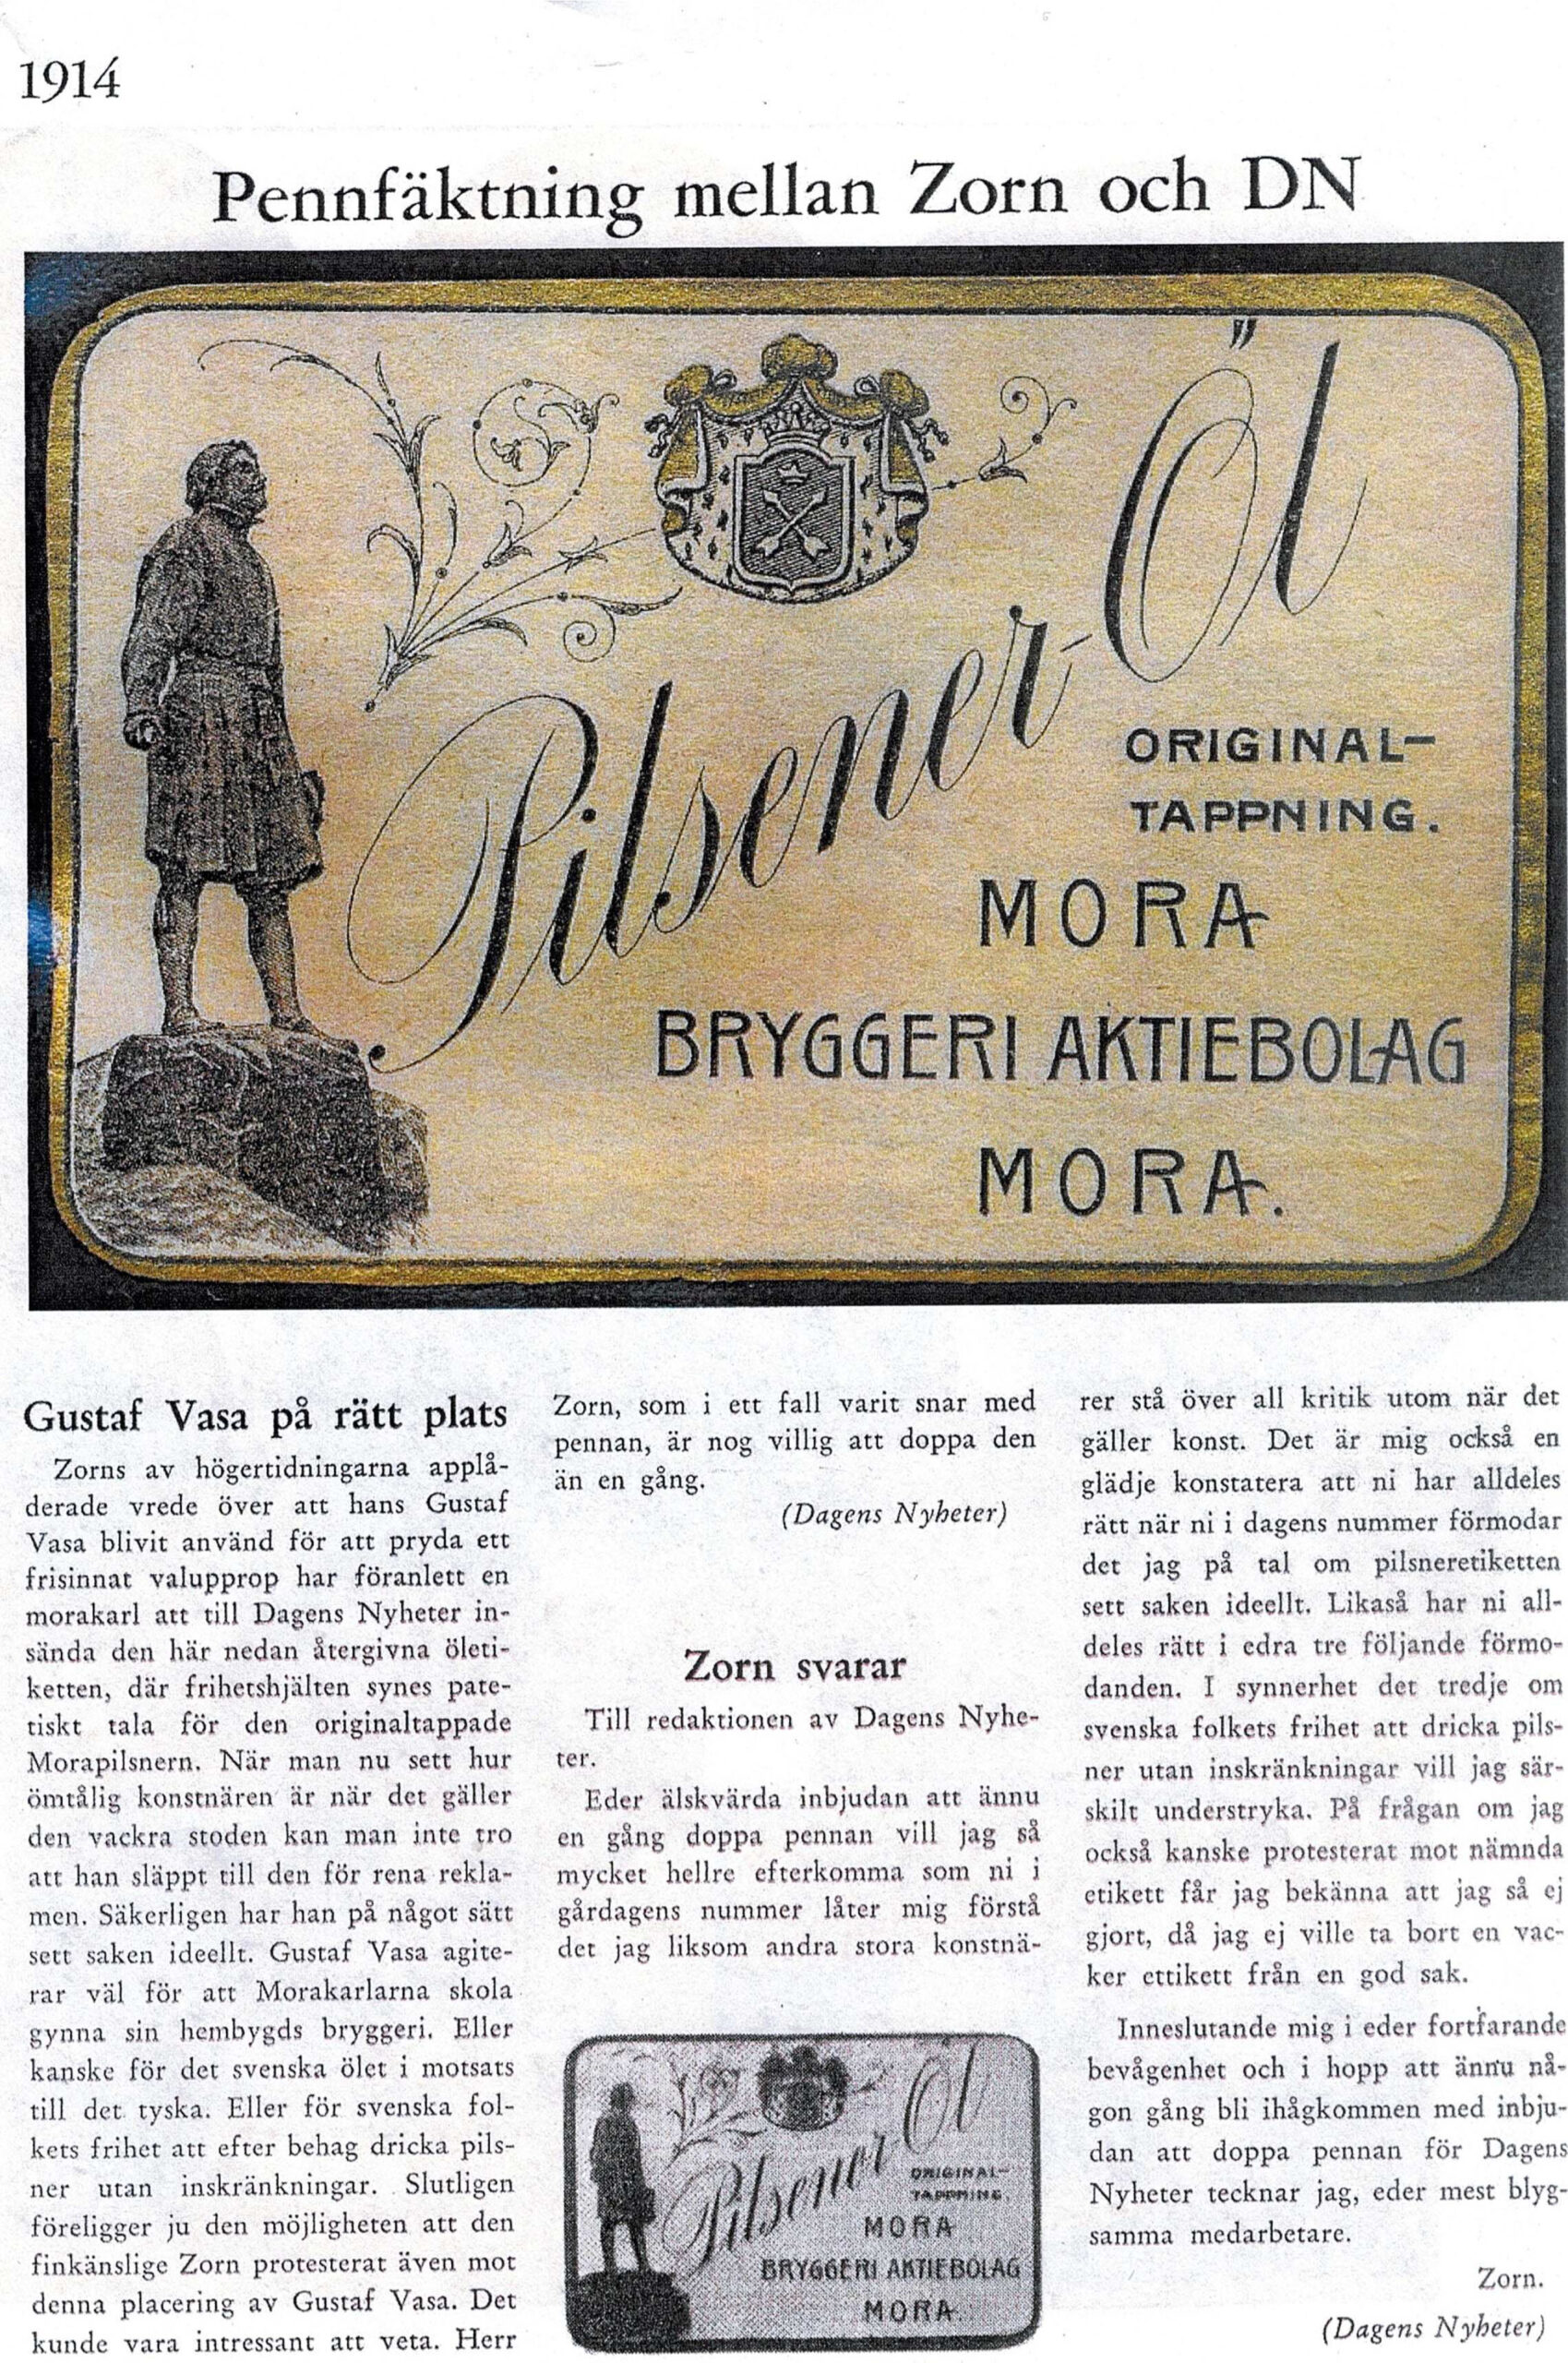 1914
Pennfäktning mellan Zorn och DN
Pilsener-Öl
ORIGINAL-
TAPPNING.
MORA
BRYGGERI AKTIEBOLAG
MORA.
Gustaf Vasa på rätt plats
Zorns av högertidningarna applå-
derade vrede över att hans Gustaf
Vasa blivit använd för att pryda ett
frisinnat valupprop har föranlett en
morakarl att till Dagens Nyheter in-
sända den här nedan återgivna öleti-
ketten, där frihetshjälten synes pate-
tiskt tala för den originaltappade
Morapilsnern. När man nu sett hur
ömtålig konstnären är när det gäller
den vackra stoden kan man inte tro
att han släppt till den för rena rekla-
men. Säkerligen har han på något sätt
sett saken ideellt. Gustaf Vasa agite-
rar väl för att Morakarlarna skola
gynna sin hembygds bryggeri. Eller
kanske för det svenska ölet i motsats
till det tyska. Eller för svenska fol-
kets frihet att efter behag dricka pils-
ner utan inskränkningar. Slutligen
föreligger ju den möjligheten att den
finkänslige Zorn protesterat även mot
denna placering av Gustaf Vasa. Det
kunde vara intressant att veta. Herr
Zorn, som i ett fall varit snar med
pennan, är nog villig att doppa den
än en gång.
(Dagens Nyheter)
Zorn svarar
Till redaktionen av Dagens Nyhe-
ter.
Eder älskvärda inbjudan att ännu
en gång doppa pennan vill jag så
mycket hellre efterkomma som ni i
gårdagens nummer låter mig förstå
det jag liksom andra stora konstnä-
Pilsener Öl
ORIGINAL-
TAPPNING.
MORA
BRYGGERI AKTIEBOLAG
MORA.
rer stå över all kritik utom när det
gäller konst. Det är mig också en
glädje konstatera att ni har alldeles
rätt när ni i dagens nummer förmodar
det jag på tal om pilsneretiketten
sett saken ideellt. Likaså har ni all-
deles rätt i edra tre följande förmo-
danden. I synnerhet det tredje om
svenska folkets frihet att dricka pils-
ner utan inskränkningar vill jag sär-
skilt understryka. På frågan om jag
också kanske protesterat mot nämnda
etikett får jag bekänna att jag så ej
gjort, då jag ej ville ta bort en vac-
ker ettikett från en god sak.
Inneslutande mig i eder fortfarande
bevågenhet och i hopp att ännu nå-
gon gång bli ihågkommen med inbju-
dan att doppa pennan för Dagens
Nyheter tecknar jag, eder mest blyg-
samma medarbetare.
Zorn.
(Dagens Nyheter)